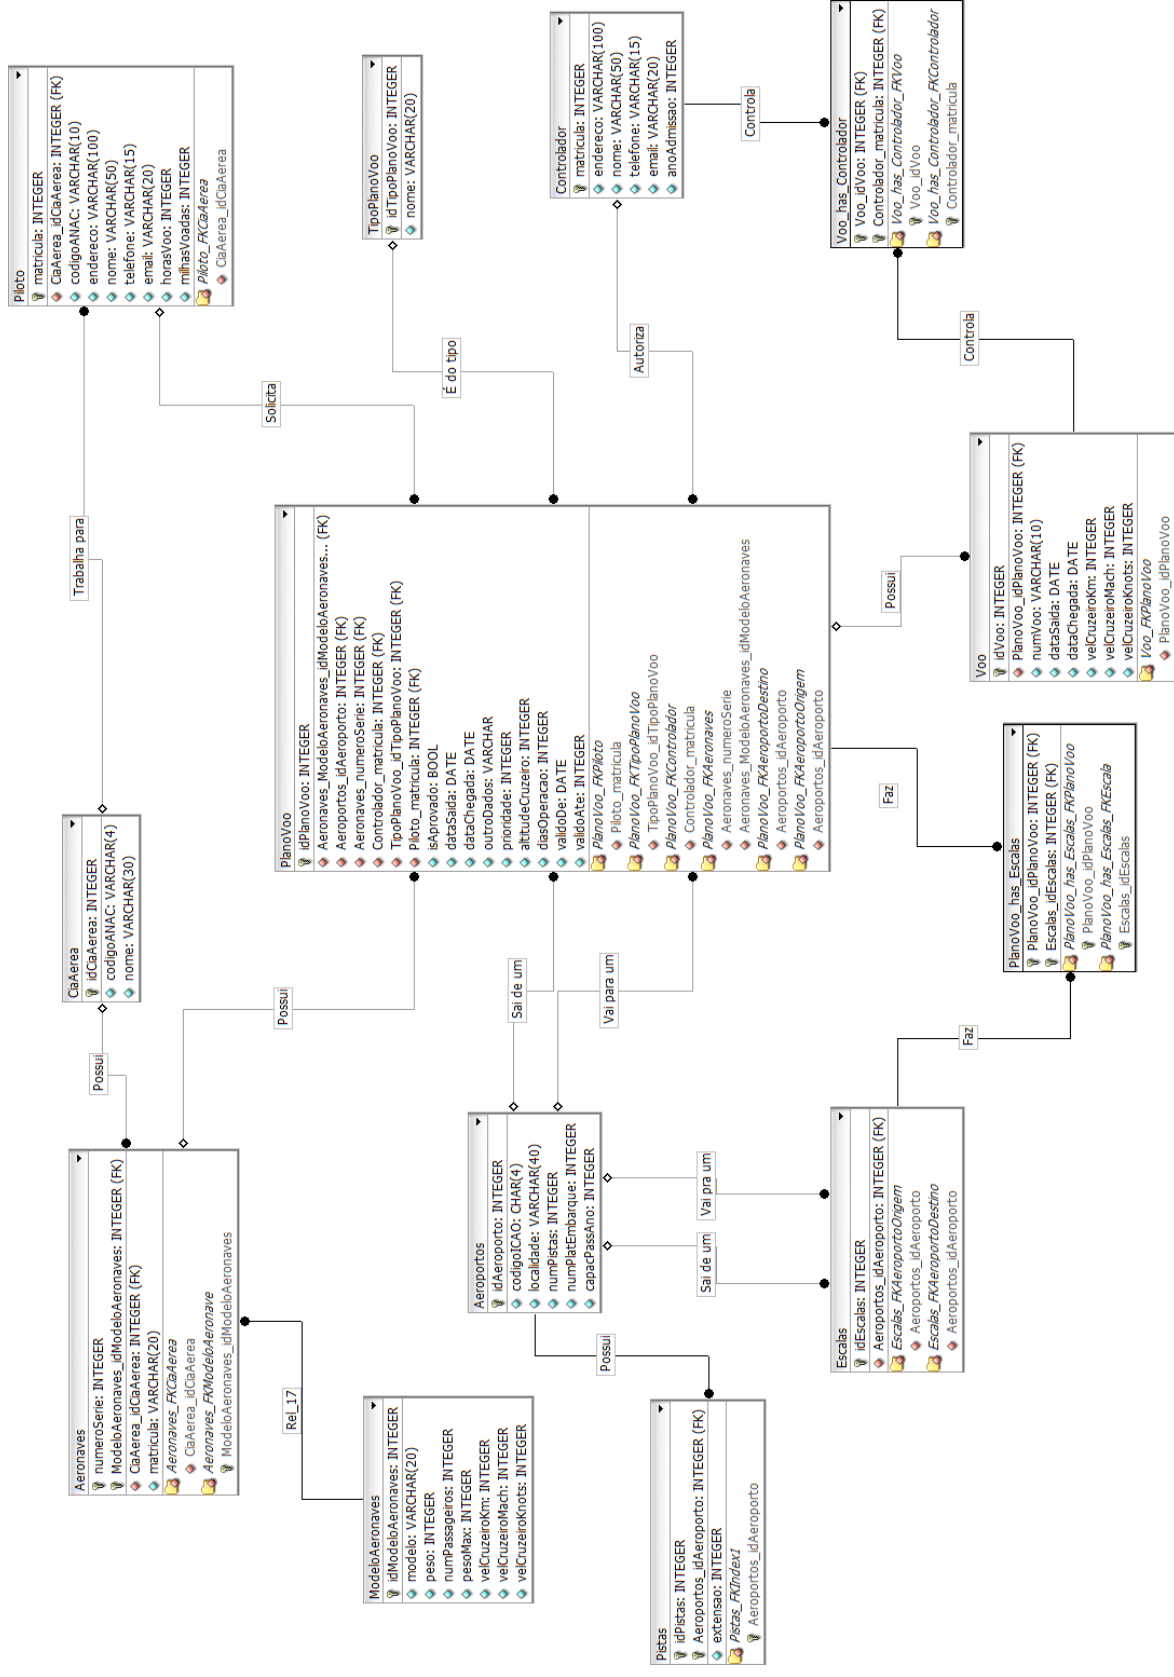 Aeronaves
numeroSerie: INTEGER
ModeloAeronaves_idModeloAeronaves: INTEGER (FK)
CiaAerea_idCiaAerea: INTEGER (FK)
matricula: VARCHAR(20)
Aeronaves_FKCiaAerea
CiaAerea_idCiaAerea
Aeronaves_FKModeloAeronave
ModeloAeronaves_idModeloAeronaves
Possui
CiaAerea
idCiaAerea: INTEGER
codigoANAC: VARCHAR(4)
nome: VARCHAR(30)
Trabalha para
Piloto
matricula: INTEGER
CiaAerea_idCiaAerea: INTEGER (FK)
codigoANAC: VARCHAR(10)
endereco: VARCHAR(100)
nome: VARCHAR(50)
telefone: VARCHAR(15)
email: VARCHAR(20)
horasVoo: INTEGER
milhasVoadas: INTEGER
Piloto_FKCiaAerea
CiaAerea_idCiaAerea
Rel_17
Possui
Solicita
ModeloAeronaves
idModeloAeronaves: INTEGER
modelo: VARCHAR(20)
peso: INTEGER
numPassageiros: INTEGER
pesoMax: INTEGER
velCruzeiroKm: INTEGER
velCruzeiroMach: INTEGER
velCruzeiroKnots: INTEGER
PlanoVoo
idPlanoVoo: INTEGER
Aeronaves_ModeloAeronaves_idModeloAeronaves... (FK)
Aeroportos_idAeroporto: INTEGER (FK)
Aeronaves_numeroSerie: INTEGER (FK)
Controlador_matricula: INTEGER (FK)
TipoPlanoVoo_idTipoPlanoVoo: INTEGER (FK)
Piloto_matricula: INTEGER (FK)
isAprovado: BOOL
dataSaida: DATE
dataChegada: DATE
outroDados: VARCHAR
prioridade: INTEGER
altitudeCruzeiro: INTEGER
diasOperacao: INTEGER
validoDe: DATE
validoAte: INTEGER
PlanoVoo_FKPiloto
Piloto_matricula
PlanoVoo_FKTipoPlanoVoo
TipoPlanoVoo_idTipoPlanoVoo
PlanoVoo_FKControlador
Controlador_matricula
PlanoVoo_FKAeronaves
Aeronaves_numeroSerie
Aeronaves_ModeloAeronaves_idModeloAeronaves
PlanoVoo_FKAeroportoDestino
Aeroportos_idAeroporto
PlanoVoo_FKAeroportoOrigem
Aeroportos_idAeroporto
TipoPlanoVoo
idTipoPlanoVoo: INTEGER
nome: VARCHAR(20)
É do tipo
Sai de um
Vai para um
Autoriza
Aeroportos
idAeroporto: INTEGER
codigoICAO: CHAR(4)
localidade: VARCHAR(40)
numPistas: INTEGER
numPlatEmbarque: INTEGER
capacPassAno: INTEGER
Controlador
matricula: INTEGER
endereco: VARCHAR(100)
nome: VARCHAR(50)
telefone: VARCHAR(15)
email: VARCHAR(20)
anoAdmissao: INTEGER
Possui
Sai de um
Vai pra um
Controla
Pistas
idPistas: INTEGER
Aeroportos_idAeroporto: INTEGER (FK)
extensao: INTEGER
Pistas_FKIndex1
Aeroportos_idAeroporto
Escalas
idEscalas: INTEGER
Aeroportos_idAeroporto: INTEGER (FK)
Escalas_FKAeroportoOrigem
Aeroportos_idAeroporto
Escalas_FKAeroportoDestino
Aeroportos_idAeroporto
Faz
Faz
Possui
Controla
Voo_has_Controlador
Voo_idVoo: INTEGER (FK)
Controlador_matricula: INTEGER (FK)
Voo_has_Controlador_FKVoo
Voo_idVoo
Voo_has_Controlador_FKControlador
Controlador_matricula
PlanoVoo_has_Escalas
PlanoVoo_idPlanoVoo: INTEGER (FK)
Escalas_idEscalas: INTEGER (FK)
PlanoVoo_has_Escalas_FKPlanoVoo
PlanoVoo_idPlanoVoo
PlanoVoo_has_Escalas_FKEscala
Escalas_idEscalas
Voo
idVoo: INTEGER
PlanoVoo_idPlanoVoo: INTEGER (FK)
numVoo: VARCHAR(10)
dataSaida: DATE
dataChegada: DATE
velCruzeiroKm: INTEGER
velCruzeiroMach: INTEGER
velCruzeiroKnots: INTEGER
Voo_FKPlanoVoo
PlanoVoo_idPlanoVoo